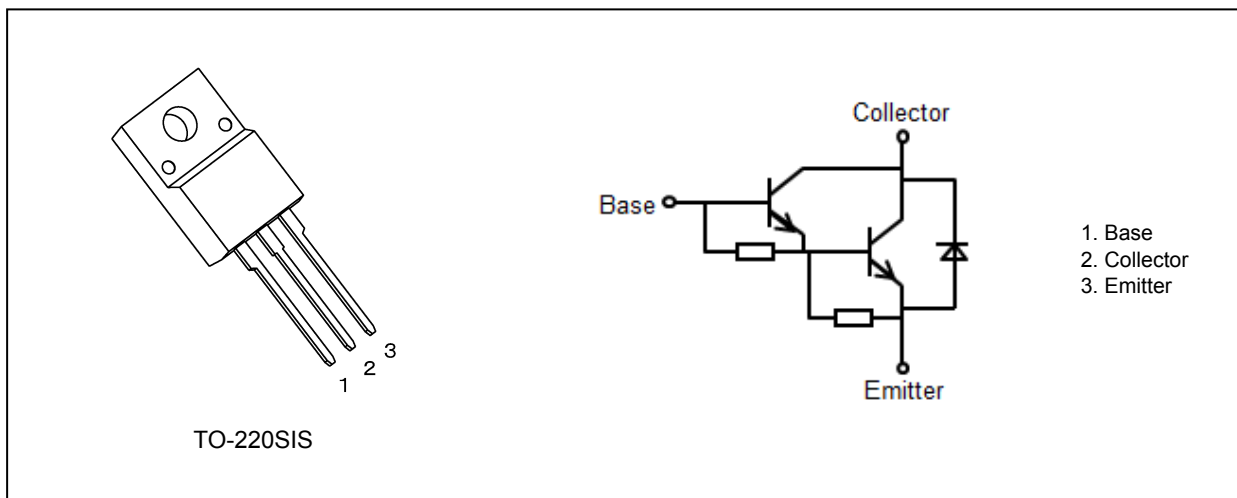 1
2
3
TO-220SIS
Collector
Base
Emitter
1. Base
2. Collector
3. Emitter